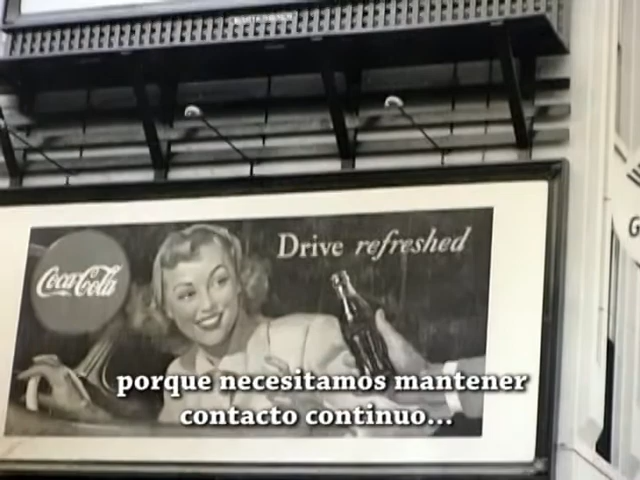 Drive refreshed
Coca-Cola
porque necesitamos mantener
contacto continuo...